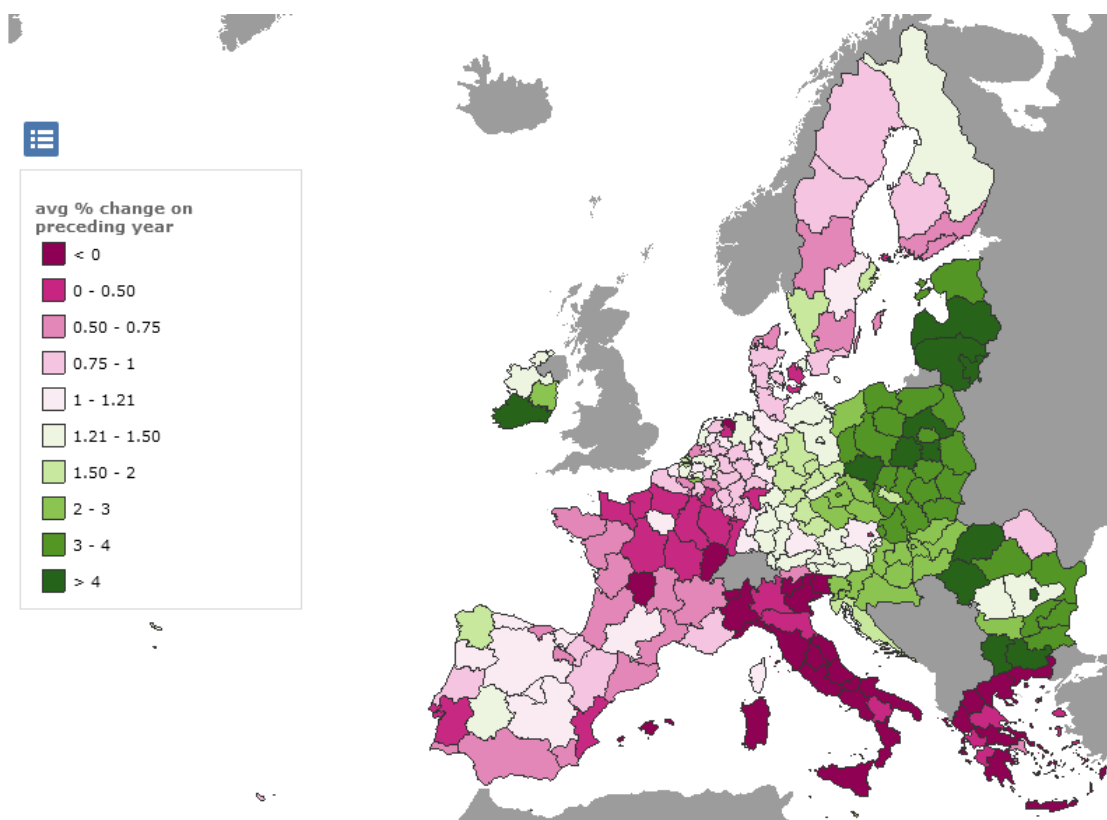 avg % change on
preceding year
< 0
0 - 0.50
0.50 - 0.75
0.75 - 1
1 - 1.21
1.21 - 1.50
1.50 - 2
2 - 3
3 - 4
> 4